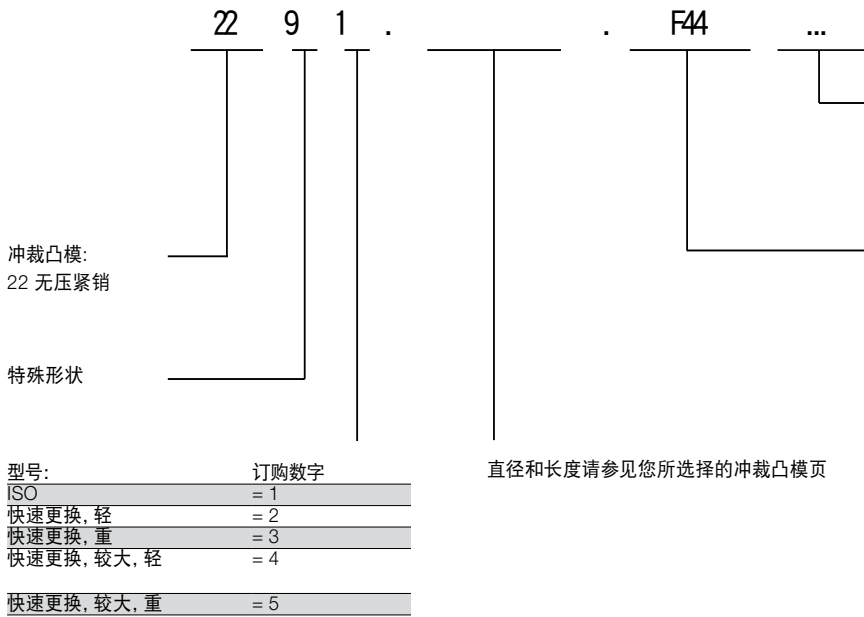 22 9 1 . . F44 ...
冲裁凸模:
22 无压紧销
特殊形状
型号: 订购数字
ISO = 1
快速更换, 轻 = 2
快速更换, 重 = 3
快速更换, 较大, 轻 = 4
快速更换, 较大, 重 = 5
直径和长度请参见您所选择的冲裁凸模页